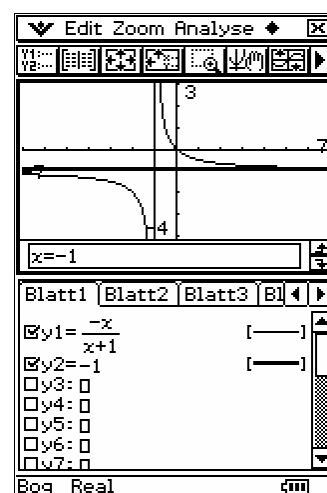 Edit Zoom Analyse
3
7
-7
-4
x=-1
Blatt1 Blatt2 Blatt3 Bl
y1=-x/x+1 [—]
y2=-1 [—]
y3:
y4:
y5:
y6:
y7:
Bog Real